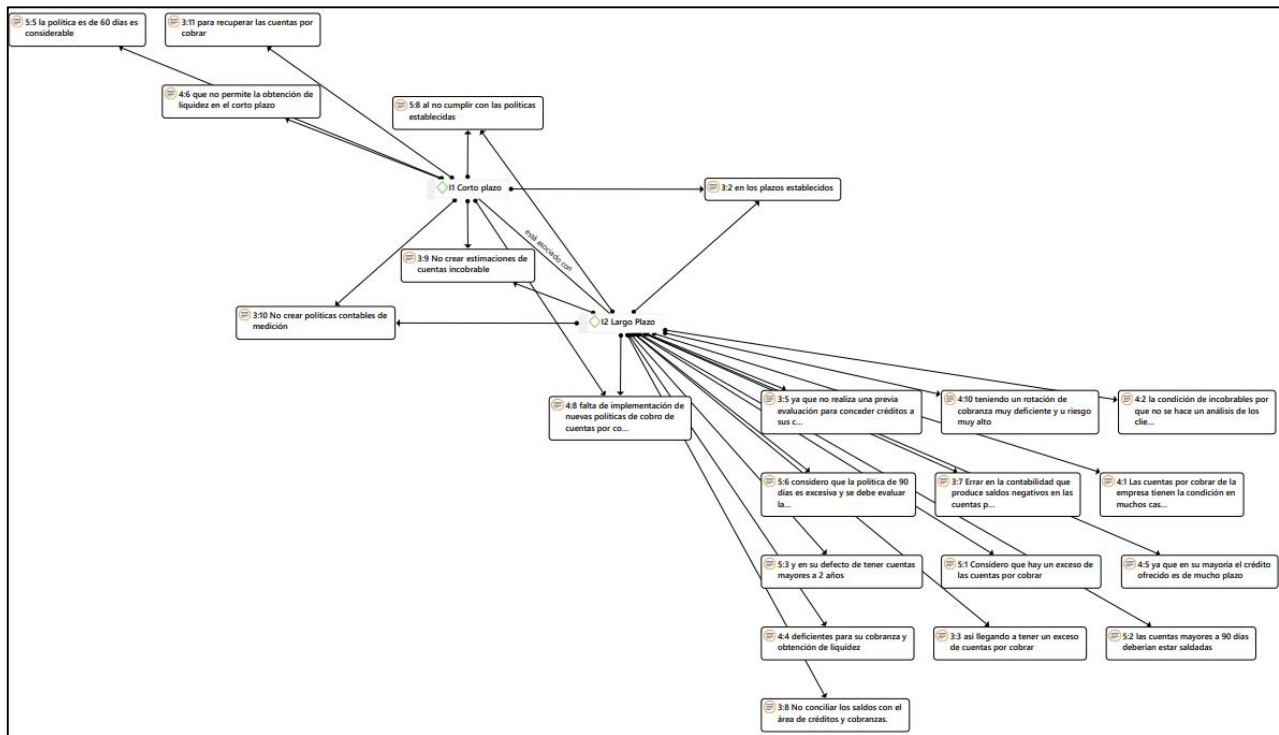 5:5 la política es de 60 días es
considerable
3:11 para recuperar las cuentas por
cobrar
4:6 que no permite la obtención de
liquidez en el corto plazo
5:8 al no cumplir con las políticas
establecidas
I1 Corto plazo
3:2 en los plazos establecidos
está asociado con
3:9 No crear estimaciones de
cuentas incobrable
3:10 No crear políticas contables de
medición
I2 Largo Plazo
4:8 falta de implementación de
nuevas políticas de cobro de
cuentas por co...
3:5 ya que no realiza una previa
evaluación para conceder créditos a
sus c...
4:10 teniendo un rotación de
cobranza muy deficiente y u riesgo
muy alto
4:2 la condición de incobrables por
que no se hace un análisis de los
clie...
5:6 considero que la política de 90
días es excesiva y se debe evaluar
la...
3:7 Errar en la contabilidad que
produce saldos negativos en las
cuentas p...
4:1 Las cuentas por cobrar de la
empresa tienen la condición en
muchos cas...
5:3 y en su defecto de tener cuentas
mayores a 2 años
5:1 Considero que hay un exceso de
las cuentas por cobrar
4:5 ya que en su mayoría el crédito
ofrecido es de mucho plazo
4:4 deficientes para su cobranza y
obtención de liquidez
3:3 así llegando a tener un exceso
de cuentas por cobrar
5:2 las cuentas mayores a 90 días
deberían estar saldadas
3:8 No conciliar los saldos con el
área de créditos y cobranzas.